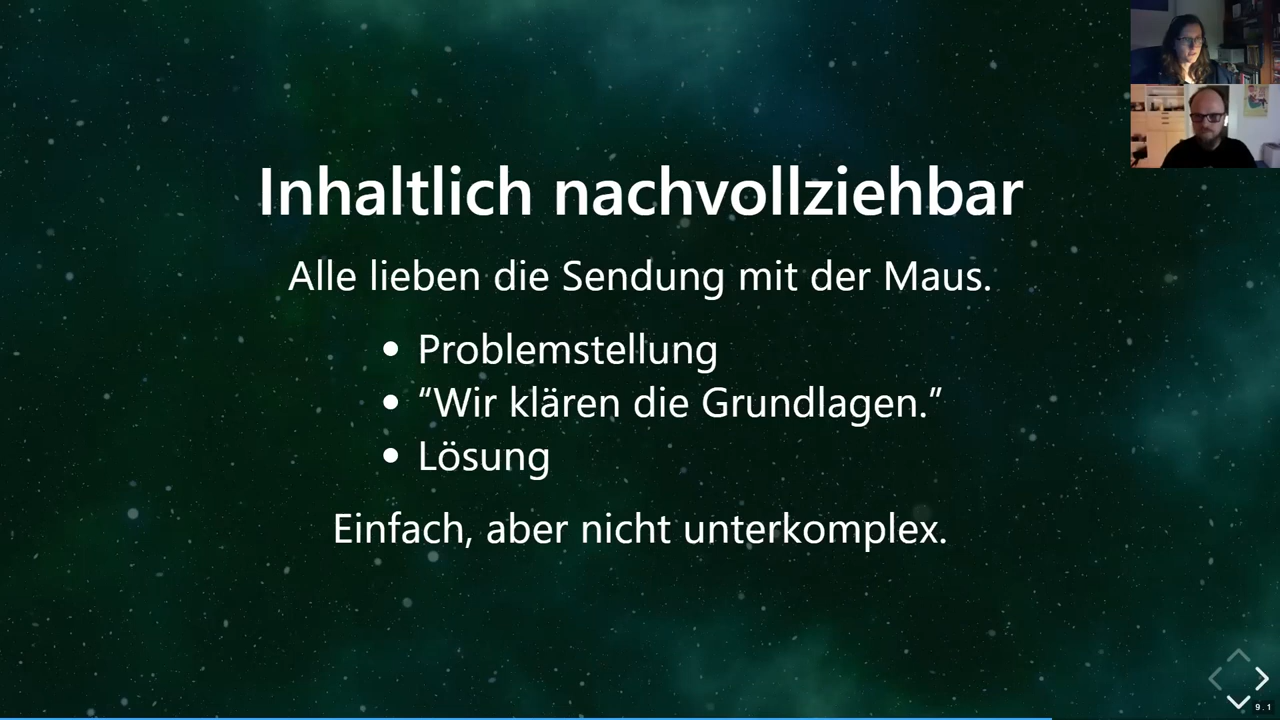 Inhaltlich nachvollziehbar
Alle lieben die Sendung mit der Maus.
• Problemstellung
• “Wir klären die Grundlagen.”
• Lösung
Einfach, aber nicht unterkomplex.
9.1